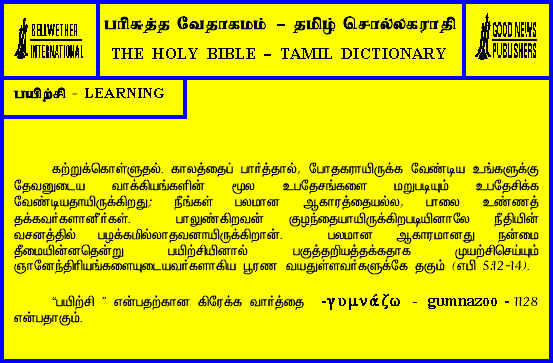 BELLWETHER
INTERNATIONAL
பரிசுத்த வேதாகமம் – தமிழ் சொல்லகராதி
THE HOLY BIBLE – TAMIL DICTIONARY
GOOD NEWS
PUBLISHERS
பயிற்சி - LEARNING
கற்றுக்கொள்ளுதல். காலத்தைப் பார்த்தால், போதகராயிருக்க வேண்டிய உங்களுக்கு
தேவனுடைய வாக்கியங்களின் மூல உபதேசங்களை மறுபடியும் உபதேசிக்க
வேண்டியதாயிருக்கிறது; நீங்கள் பலமான ஆகாரத்தையல்ல, பாலை உண்ணத்
தக்கவர்களானீர்கள். பாலுண்கிறவன் குழந்தையாயிருக்கிறபடியினாலே நீதியின்
வசனத்தில் பழக்கமில்லாதவனாயிருக்கிறான். பலமான ஆகாரமானது நன்மை
தீமையின்னதென்று பயிற்சியினால் பகுத்தறியத்தக்கதாக முயற்சிசெய்யும்
ஞானேந்திரியங்களையுடையவர்களாகிய பூரண வயதுள்ளவர்களுக்கே தகும் (எபி 5:12-14).
“பயிற்சி ” என்பதற்கான கிரேக்க வார்த்தை -γυμνάζω - gumnazoo - 1128
என்பதாகும்.